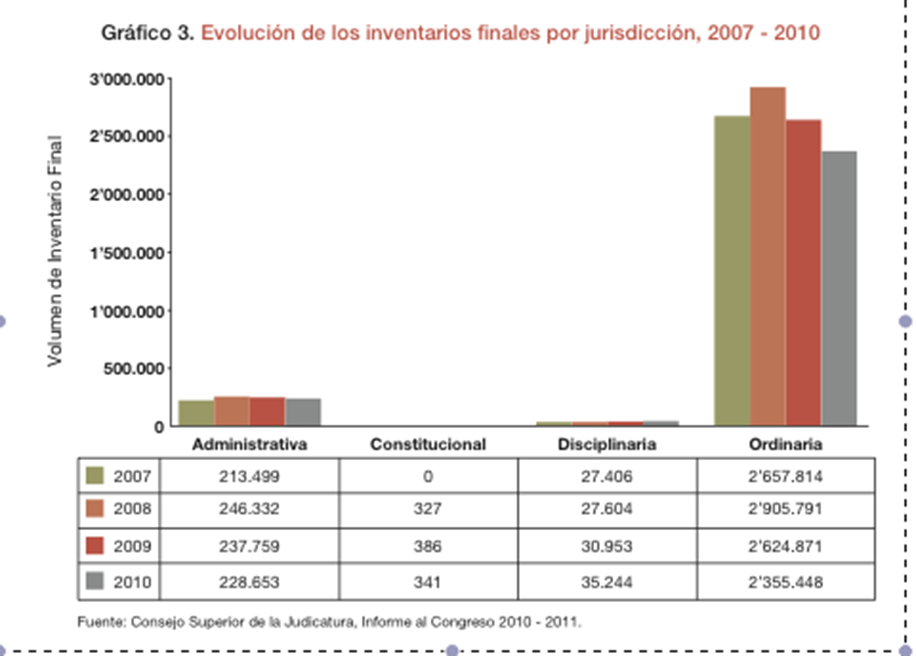 Gráfico 3. Evolución de los inventarios finales por jurisdicción, 2007 - 2010
Volumen de Inventario Final
3'000.000
2'500.000
2'000.000
1'500.000
1'000.000
500.000
0
Administrativa Constitucional Disciplinaria Ordinaria
2007 213.499 0 27.406 2'657.814
2008 246.332 327 27.604 2'905.791
2009 237.759 386 30.953 2'624.871
2010 228.653 341 35.244 2'355.448
Fuente: Consejo Superior de la Judicatura, Informe al Congreso 2010 - 2011.